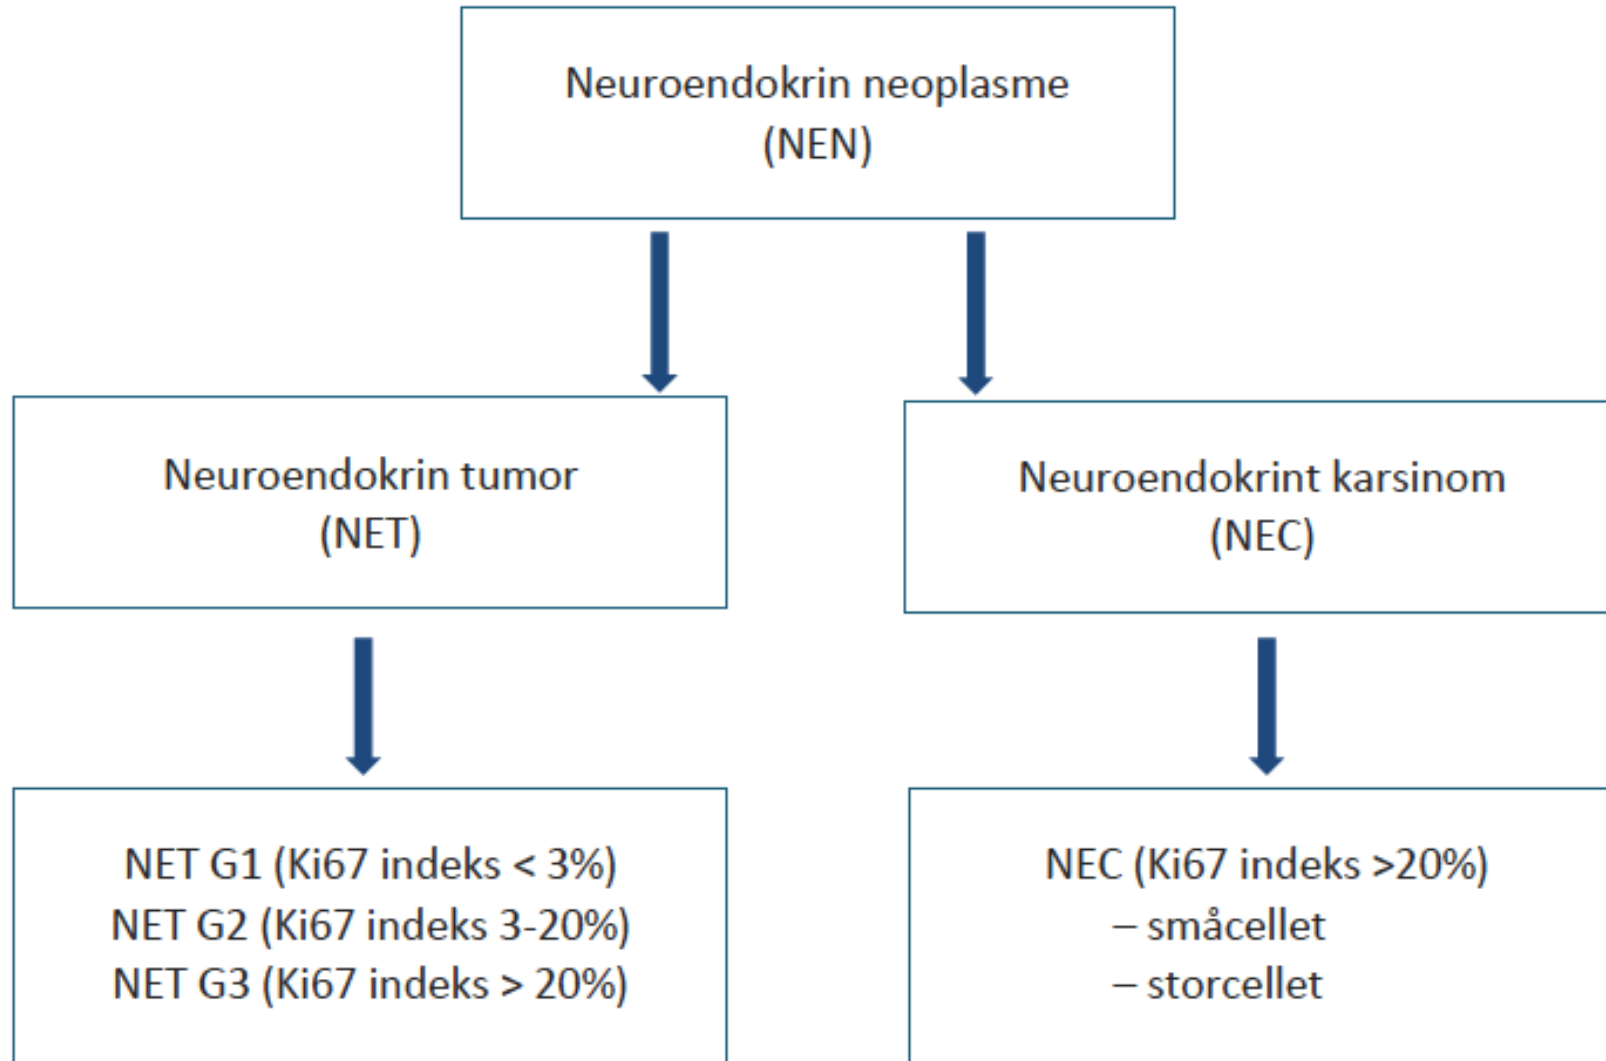 Neuroendokrin neoplasme
(NEN)
Neuroendokrin tumor
(NET)
Neuroendokrint karsinom
(NEC)
NET G1 (Ki67 indeks < 3%)
NET G2 (Ki67 indeks 3-20%)
NET G3 (Ki67 indeks > 20%)
NEC (Ki67 indeks >20%)
– småcellet
– storcellet